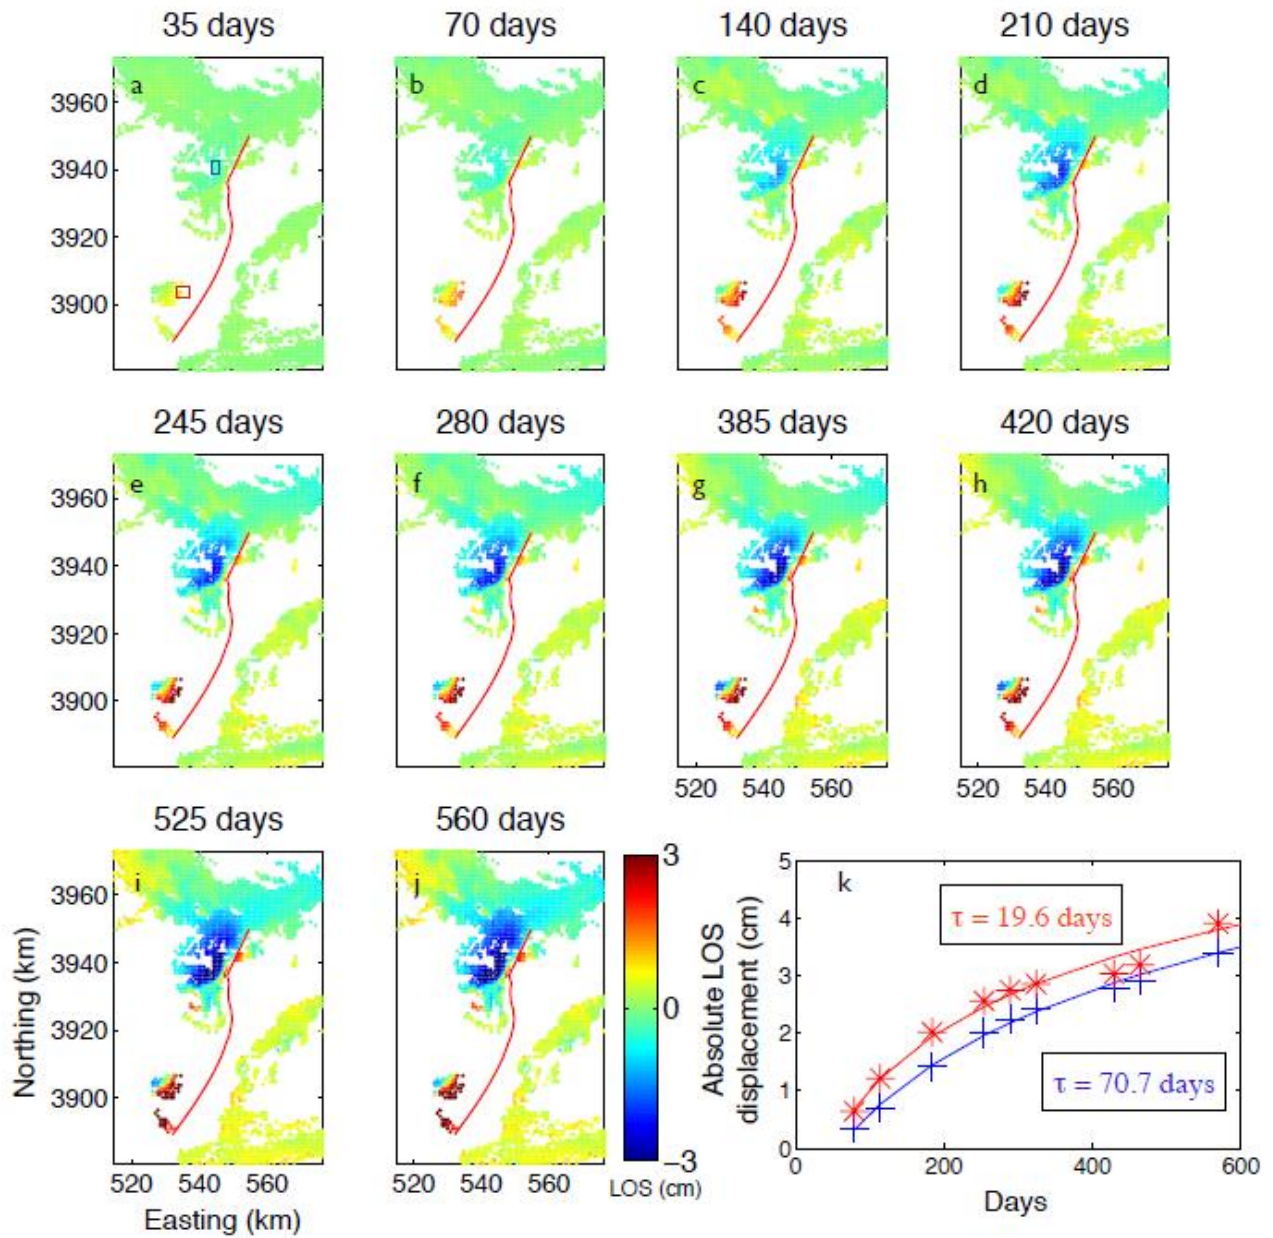 35 days 70 days 140 days 210 days
a b c d
3960
3940
3920
3900
245 days 280 days 385 days 420 days
e f g h
3960
3940
3920
3900
520 540 560 520 540 560
525 days 560 days
i j k
3960
3940
3920
3900
520 540 560 520 540 560
Northing (km)
Easting (km)
3
0
−3
LOS (cm)
Absolute LOS
displacement (cm)
5
4
3
2
1
0
τ = 19.6 days
τ = 70.7 days
0 200 400 600
Days